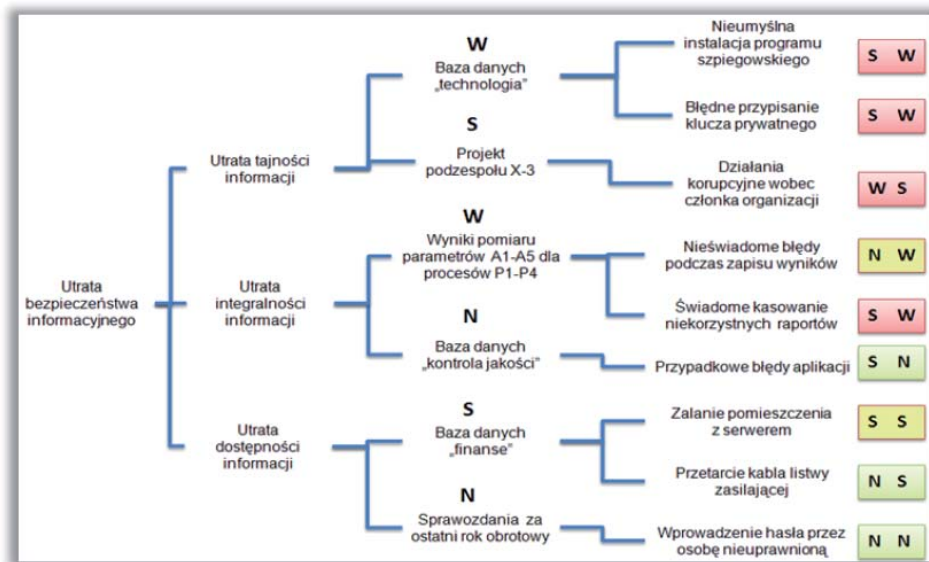 Utrata
bezpieczeństwa
informacyjnego
Utrata tajności
informacji
W
Baza danych
„technologia”
Nieumyślna
instalacja programu
szpiegowskiego
S W
Błędne przypisanie
klucza prywatnego
S W
S
Projekt
podzespołu X-3
Działania
korupcyjne wobec
członka organizacji
W S
Utrata
integralności
informacji
W
Wyniki pomiaru
parametrów A1-A5 dla
procesów P1-P4
Nieświadome błędy
podczas zapisu wyników
N W
Świadome kasowanie
niekorzystnych raportów
S W
N
Baza danych
„kontrola jakości”
Przypadkowe błędy aplikacji
S N
Utrata
dostępności
informacji
S
Baza danych
„finanse”
Zalanie pomieszczenia
z serwerem
S S
Przetarcie kabla listwy
zasilającej
N S
N
Sprawozdania za
ostatni rok obrotowy
Wprowadzenie hasła przez
osobę nieuprawnioną
N N